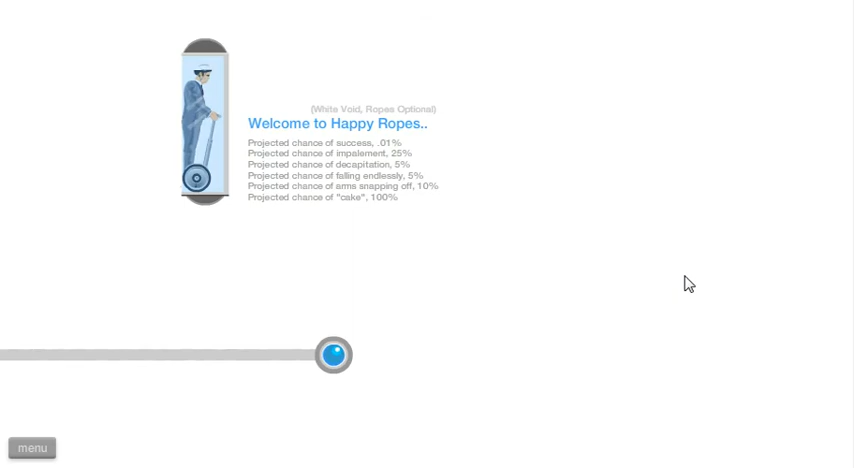 (White Void, Ropes Optional)
Welcome to Happy Ropes..
Projected chance of success, .01%
Projected chance of impalement, 25%
Projected chance of decapitation, 5%
Projected chance of falling endlessly, 5%
Projected chance of arms snapping off, 10%
Projected chance of "cake", 100%
menu